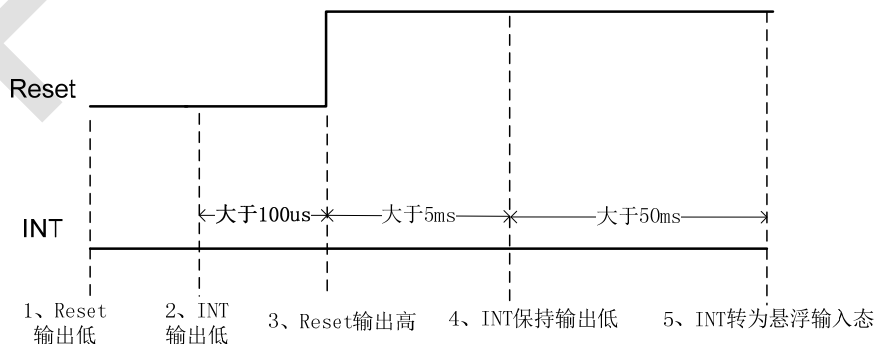 Reset
大于100us
大于5ms
大于50ms
INT
1、Reset
输出低
2、INT
输出低
3、Reset输出高
4、INT保持输出低
5、INT转为悬浮输入态